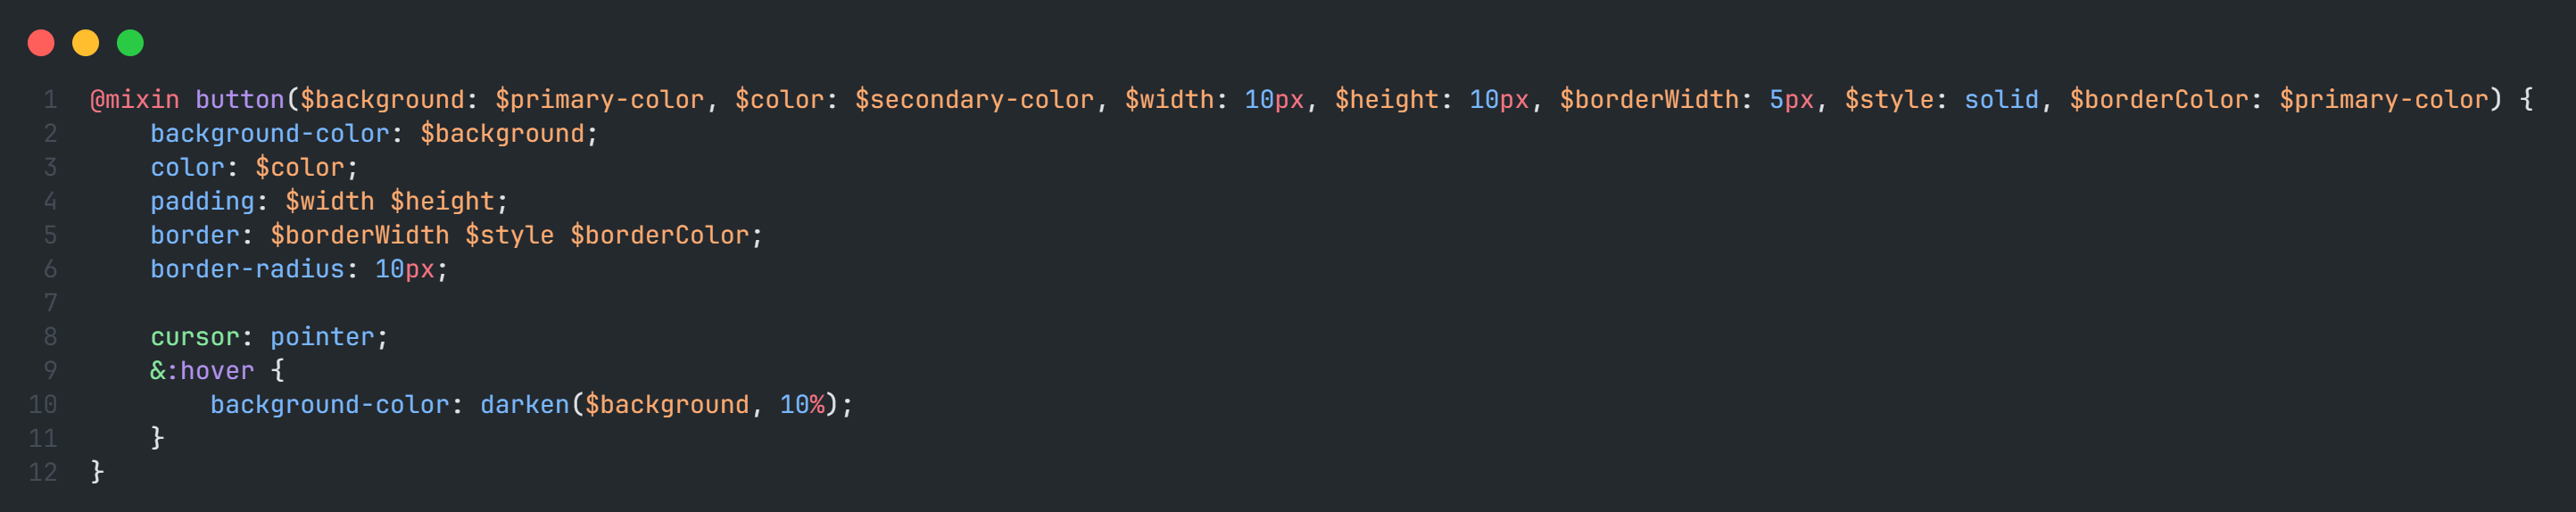 1 @mixin button($background: $primary-color, $color: $secondary-color, $width: 10px, $height: 10px, $borderWidth: 5px, $style: solid, $borderColor: $primary-color) {
2     background-color: $background;
3     color: $color;
4     padding: $width $height;
5     border: $borderWidth $style $borderColor;
6     border-radius: 10px;
7
8     cursor: pointer;
9     &:hover {
10         background-color: darken($background, 10%);
11     }
12 }